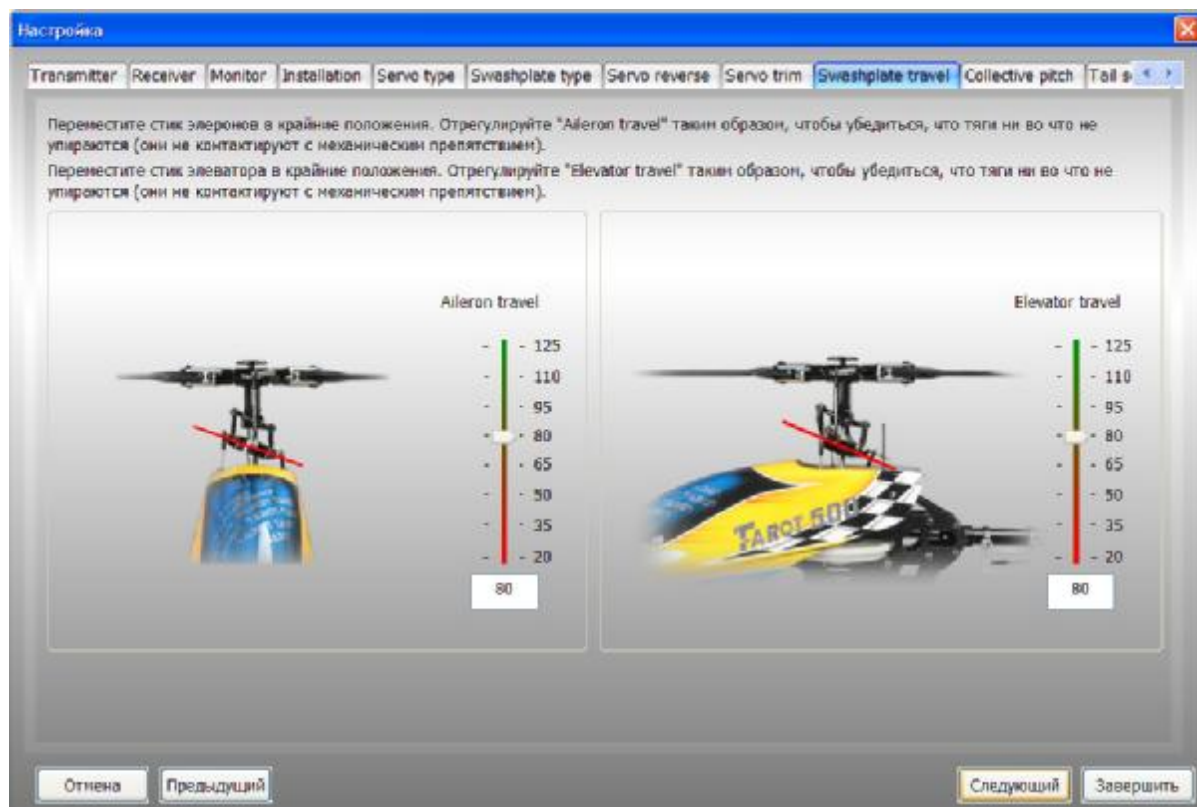 Настройка
Transmitter Receiver Monitor Installation Servo type Swashplate type Servo reverse Servo trim Swashplate travel Collective pitch Tail s
Переместите стик элеронов в крайние положения. Отрегулируйте "Aileron travel" таким образом, чтобы убедиться, что тяги ни во что не
упираются (они не контактируют с механическим препятствием).
Переместите стик элеватора в крайние положения. Отрегулируйте "Elevator travel" таким образом, чтобы убедиться, что тяги ни во что не
упираются (они не контактируют с механическим препятствием).
Aileron travel
- - 125
- - 110
- - 95
- - 80
- - 65
- - 50
- - 35
- - 20
80
Elevator travel
- - 125
- - 110
- - 95
- - 80
- - 65
- - 50
- - 35
- - 20
80
TAROT 500
Отмена Предыдущий Следующий Завершить